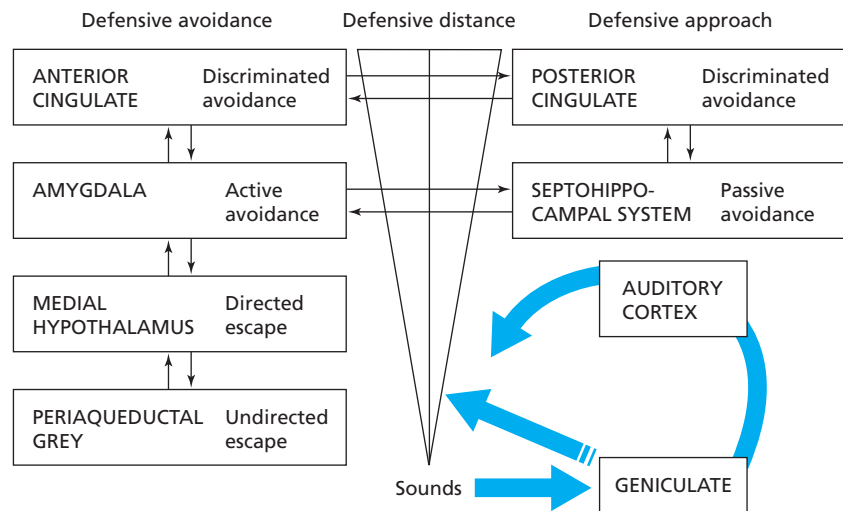 Defensive avoidance
Defensive distance
Defensive approach
ANTERIOR
CINGULATE
Discriminated
avoidance
POSTERIOR
CINGULATE
Discriminated
avoidance
AMYGDALA
Active
avoidance
SEPTOHIPPO-
CAMPAL SYSTEM
Passive
avoidance
MEDIAL
HYPOTHALAMUS
Directed
escape
AUDITORY
CORTEX
PERIAQUEDUCTAL
GREY
Undirected
escape
Sounds
GENICULATE